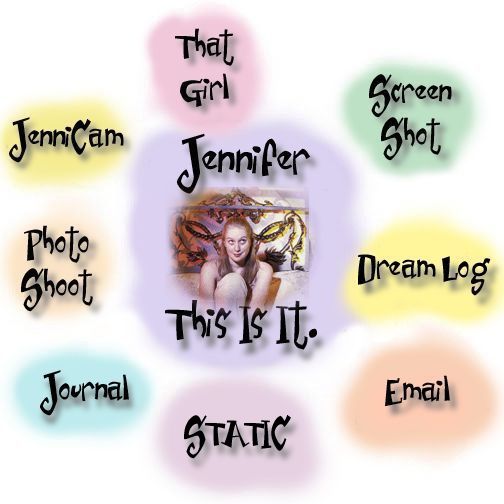 That
Girl
Screen
Shot
JenniCam
Jennifer
Photo
Shoot
Dream Log
This Is It.
Journal
Email
STATIC